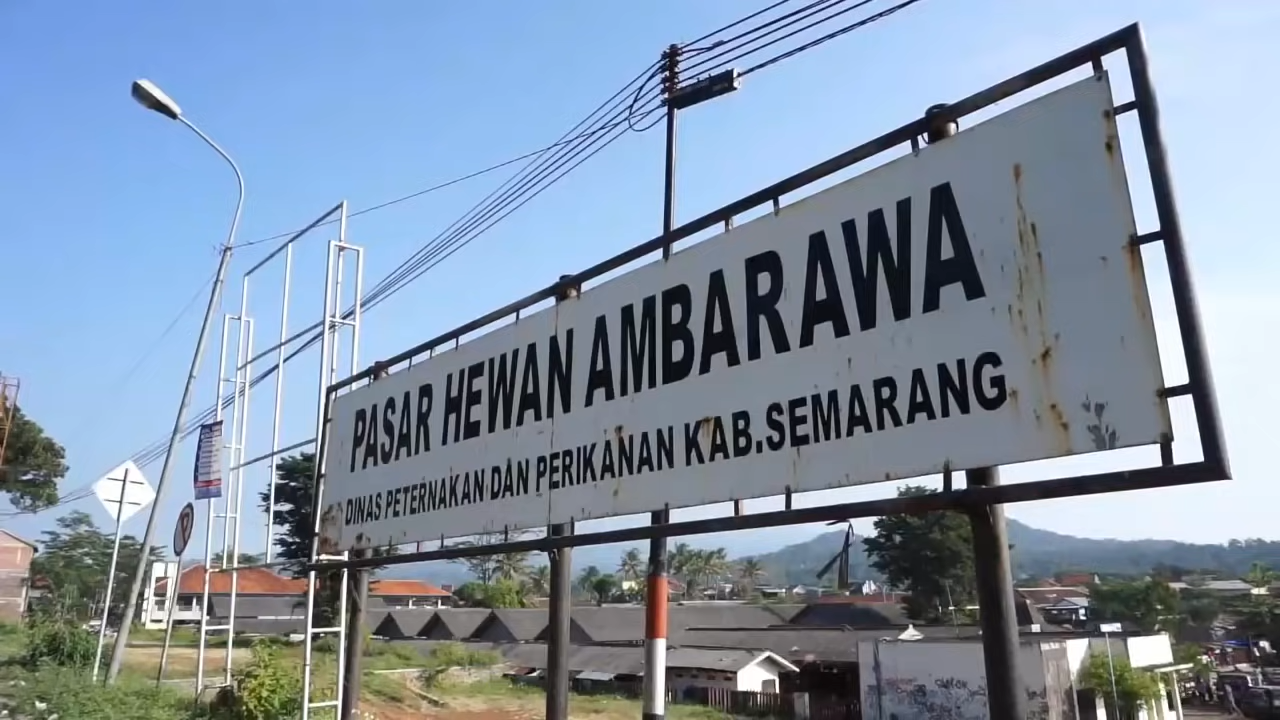 PASAR HEWAN AMBARAWA
DINAS PETERNAKAN DAN PERIKANAN KAB.SEMARANG